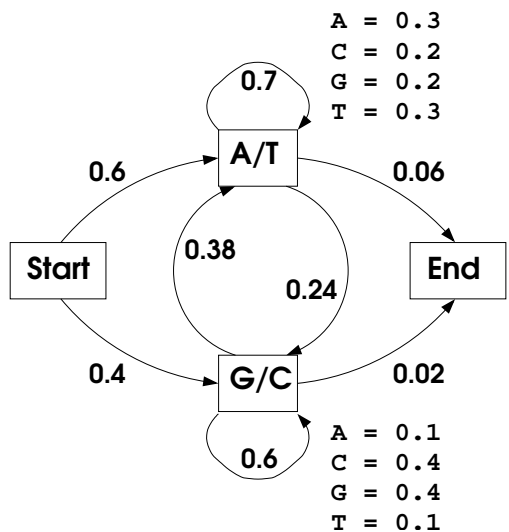 A = 0.3
C = 0.2
G = 0.2
T = 0.3
0.7
A/T
0.6
0.06
0.38
Start
End
0.24
G/C
0.4
0.02
0.6
A = 0.1
C = 0.4
G = 0.4
T = 0.1